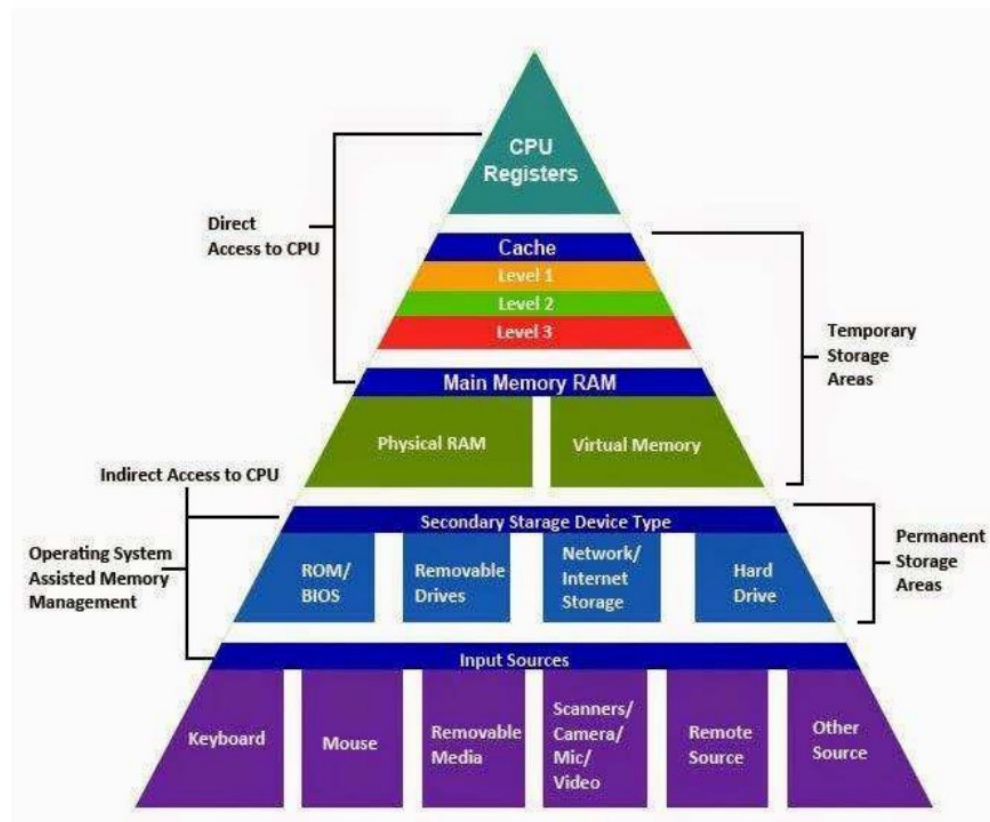 CPU
Registers
Direct
Access to CPU
Cache
Level 1
Level 2
Level 3
Temporary
Storage
Areas
Main Memory RAM
Physical RAM
Virtual Memory
Indirect Access to CPU
Secondary Starage Device Type
Operating System
Assisted Memory
Management
ROM/
BIOS
Removable
Drives
Network/
Internet
Storage
Hard
Drive
Permanent
Storage
Areas
Input Sources
Keyboard
Mouse
Removable
Media
Scanners/
Camera/
Mic/
Video
Remote
Source
Other
Source